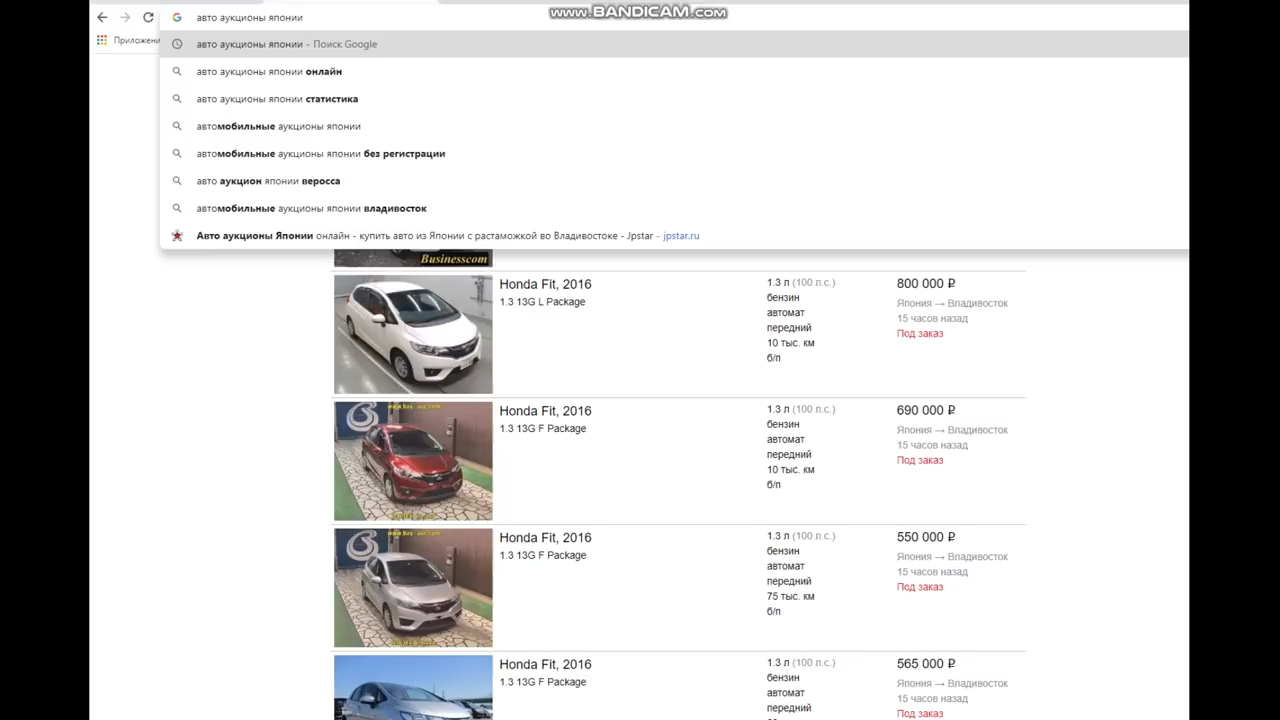 www.BANDICAM.com
авто аукционы японии
Приложени
авто аукционы японии - Поиск Google
авто аукционы японии онлайн
авто аукционы японии статистика
автомобильные аукционы японии
автомобильные аукционы японии без регистрации
авто аукцион японии веросса
автомобильные аукционы японии владивосток
Авто аукционы Японии онлайн - купить авто из Японии с растаможкой во Владивостоке - Jpstar - jpstar.ru
Businesscom
Honda Fit, 2016
1.3 13G L Package
1.3 л (100 л.с.)
бензин
автомат
передний
10 тыс. км
б/п
800 000 ₽
Япония → Владивосток
15 часов назад
Под заказ
Honda Fit, 2016
1.3 13G F Package
1.3 л (100 л.с.)
бензин
автомат
передний
10 тыс. км
б/п
690 000 ₽
Япония → Владивосток
15 часов назад
Под заказ
Honda Fit, 2016
1.3 13G F Package
1.3 л (100 л.с.)
бензин
автомат
передний
75 тыс. км
б/п
550 000 ₽
Япония → Владивосток
15 часов назад
Под заказ
Honda Fit, 2016
1.3 13G F Package
1.3 л (100 л.с.)
бензин
автомат
передний
565 000 ₽
Япония → Владивосток
15 часов назад
Под заказ